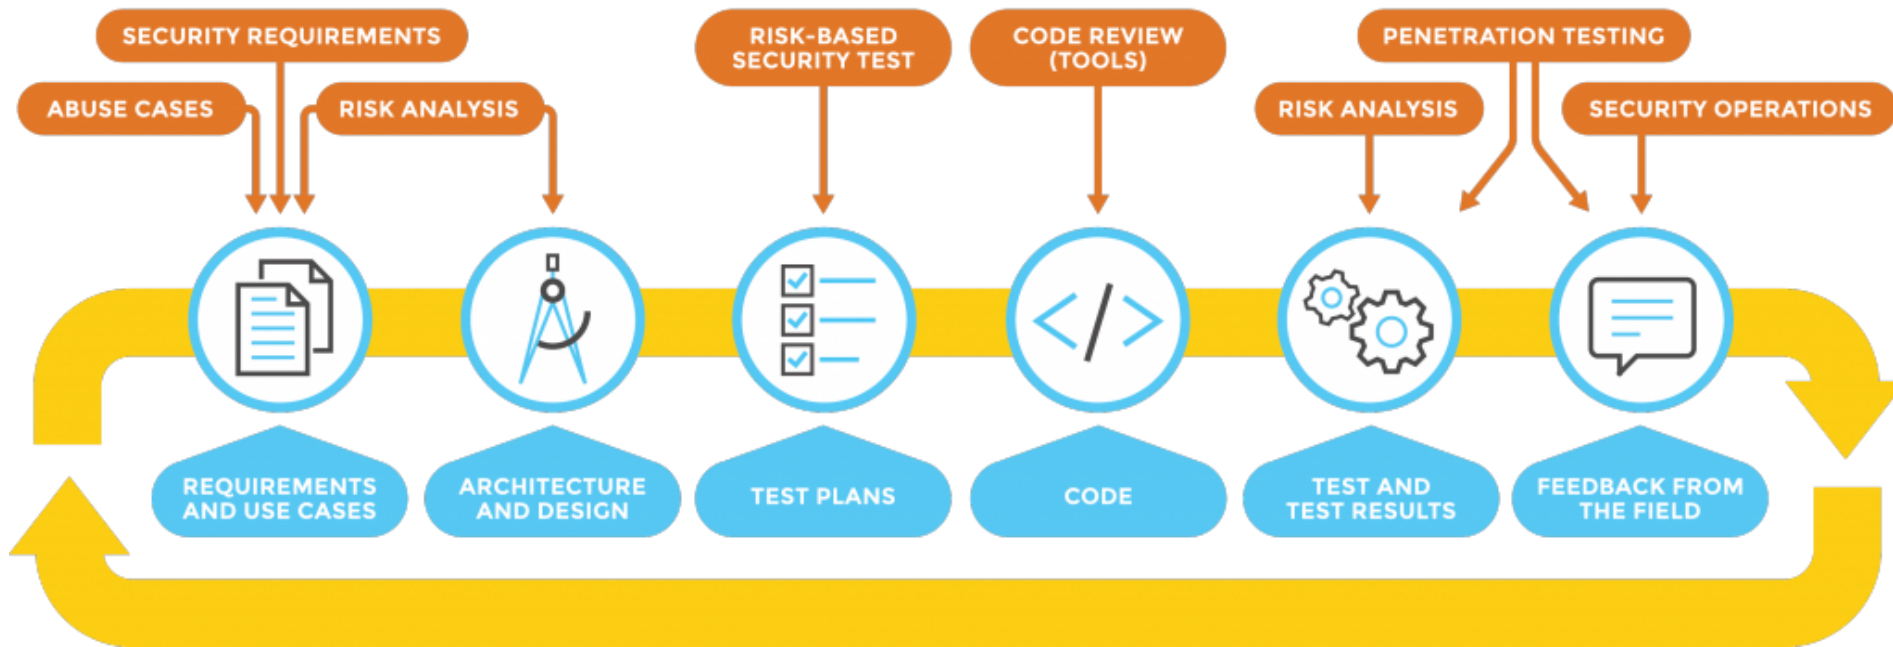 SECURITY REQUIREMENTS
ABUSE CASES
RISK ANALYSIS
RISK-BASED
SECURITY TEST
CODE REVIEW
(TOOLS)
PENETRATION TESTING
RISK ANALYSIS
SECURITY OPERATIONS
REQUIREMENTS
AND USE CASES
ARCHITECTURE
AND DESIGN
TEST PLANS
CODE
TEST AND
TEST RESULTS
FEEDBACK FROM
THE FIELD